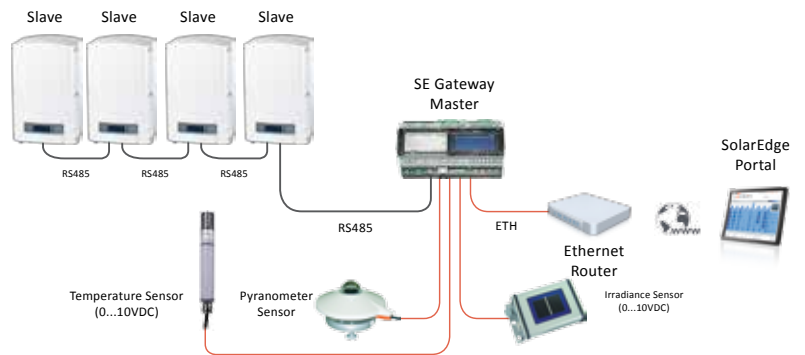 Slave
Slave
Slave
Slave
SE Gateway
Master
SolarEdge
Portal
RS485
RS485
RS485
RS485
ETH
www
Ethernet
Router
Temperature Sensor
(0...10VDC)
Pyranometer
Sensor
Irradiance Sensor
(0...10VDC)